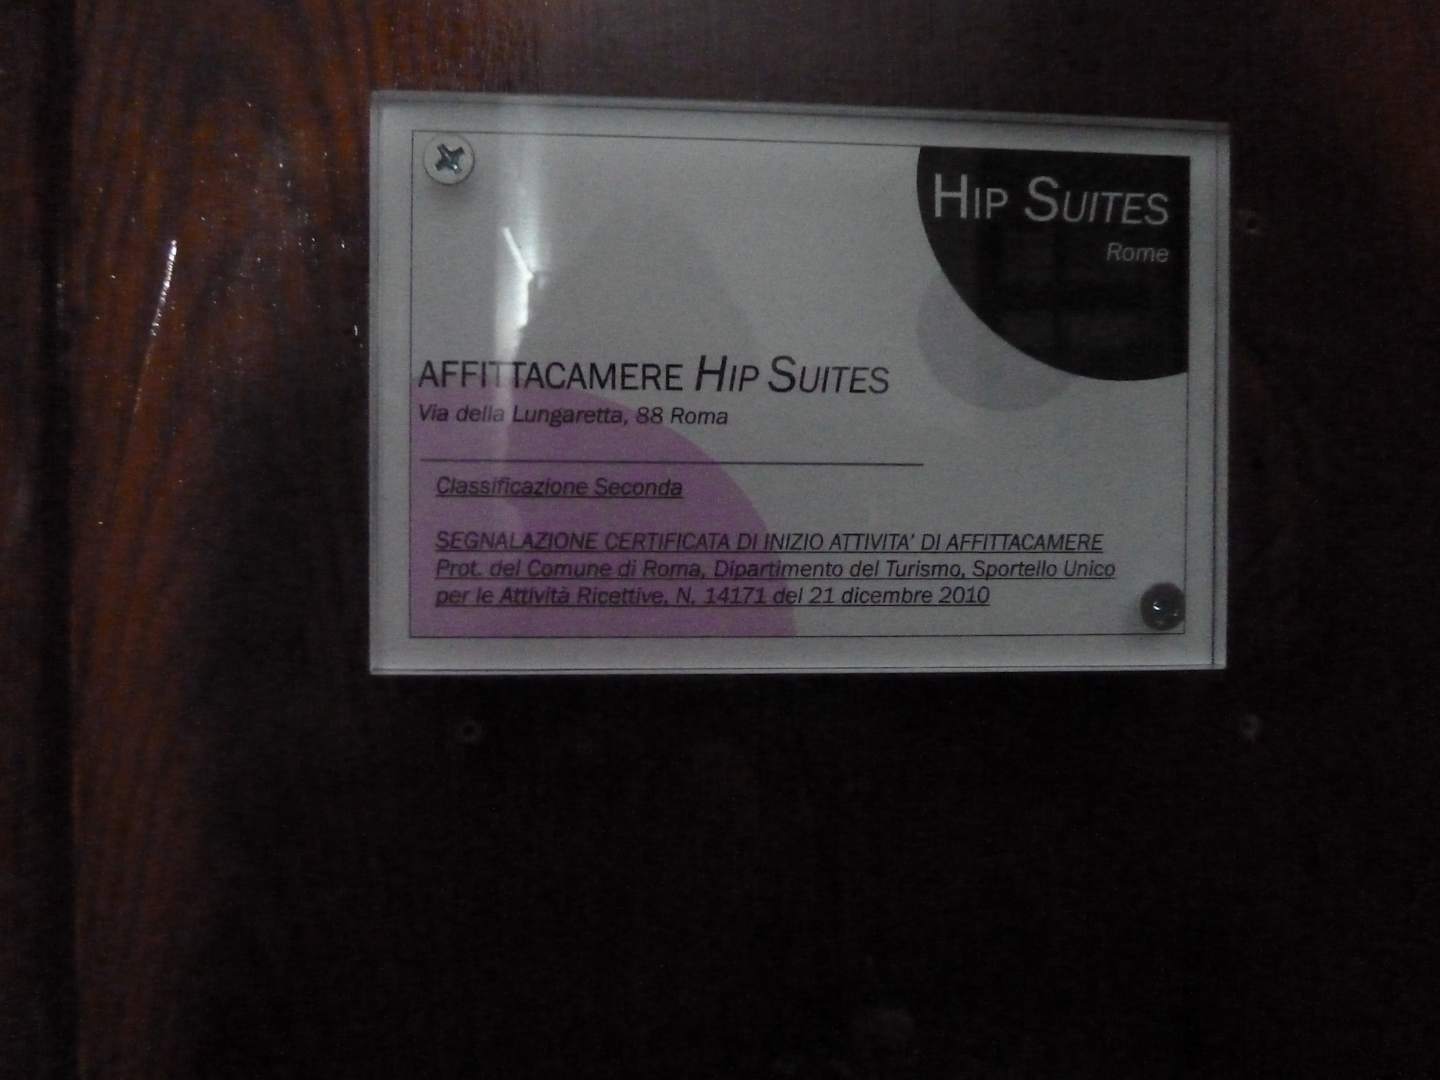 HIP SUITES
Rome
AFFITTACAMERE HIP SUITES
Via della Lungaretta, 88 Roma
Classificazione Seconda
SEGNALAZIONE CERTIFICATA DI INIZIO ATTIVITA' DI AFFITTACAMERE
Prot. del Comune di Roma, Dipartimento del Turismo, Sportello Unico
per le Attività Ricettive, N. 14171 del 21 dicembre 2010